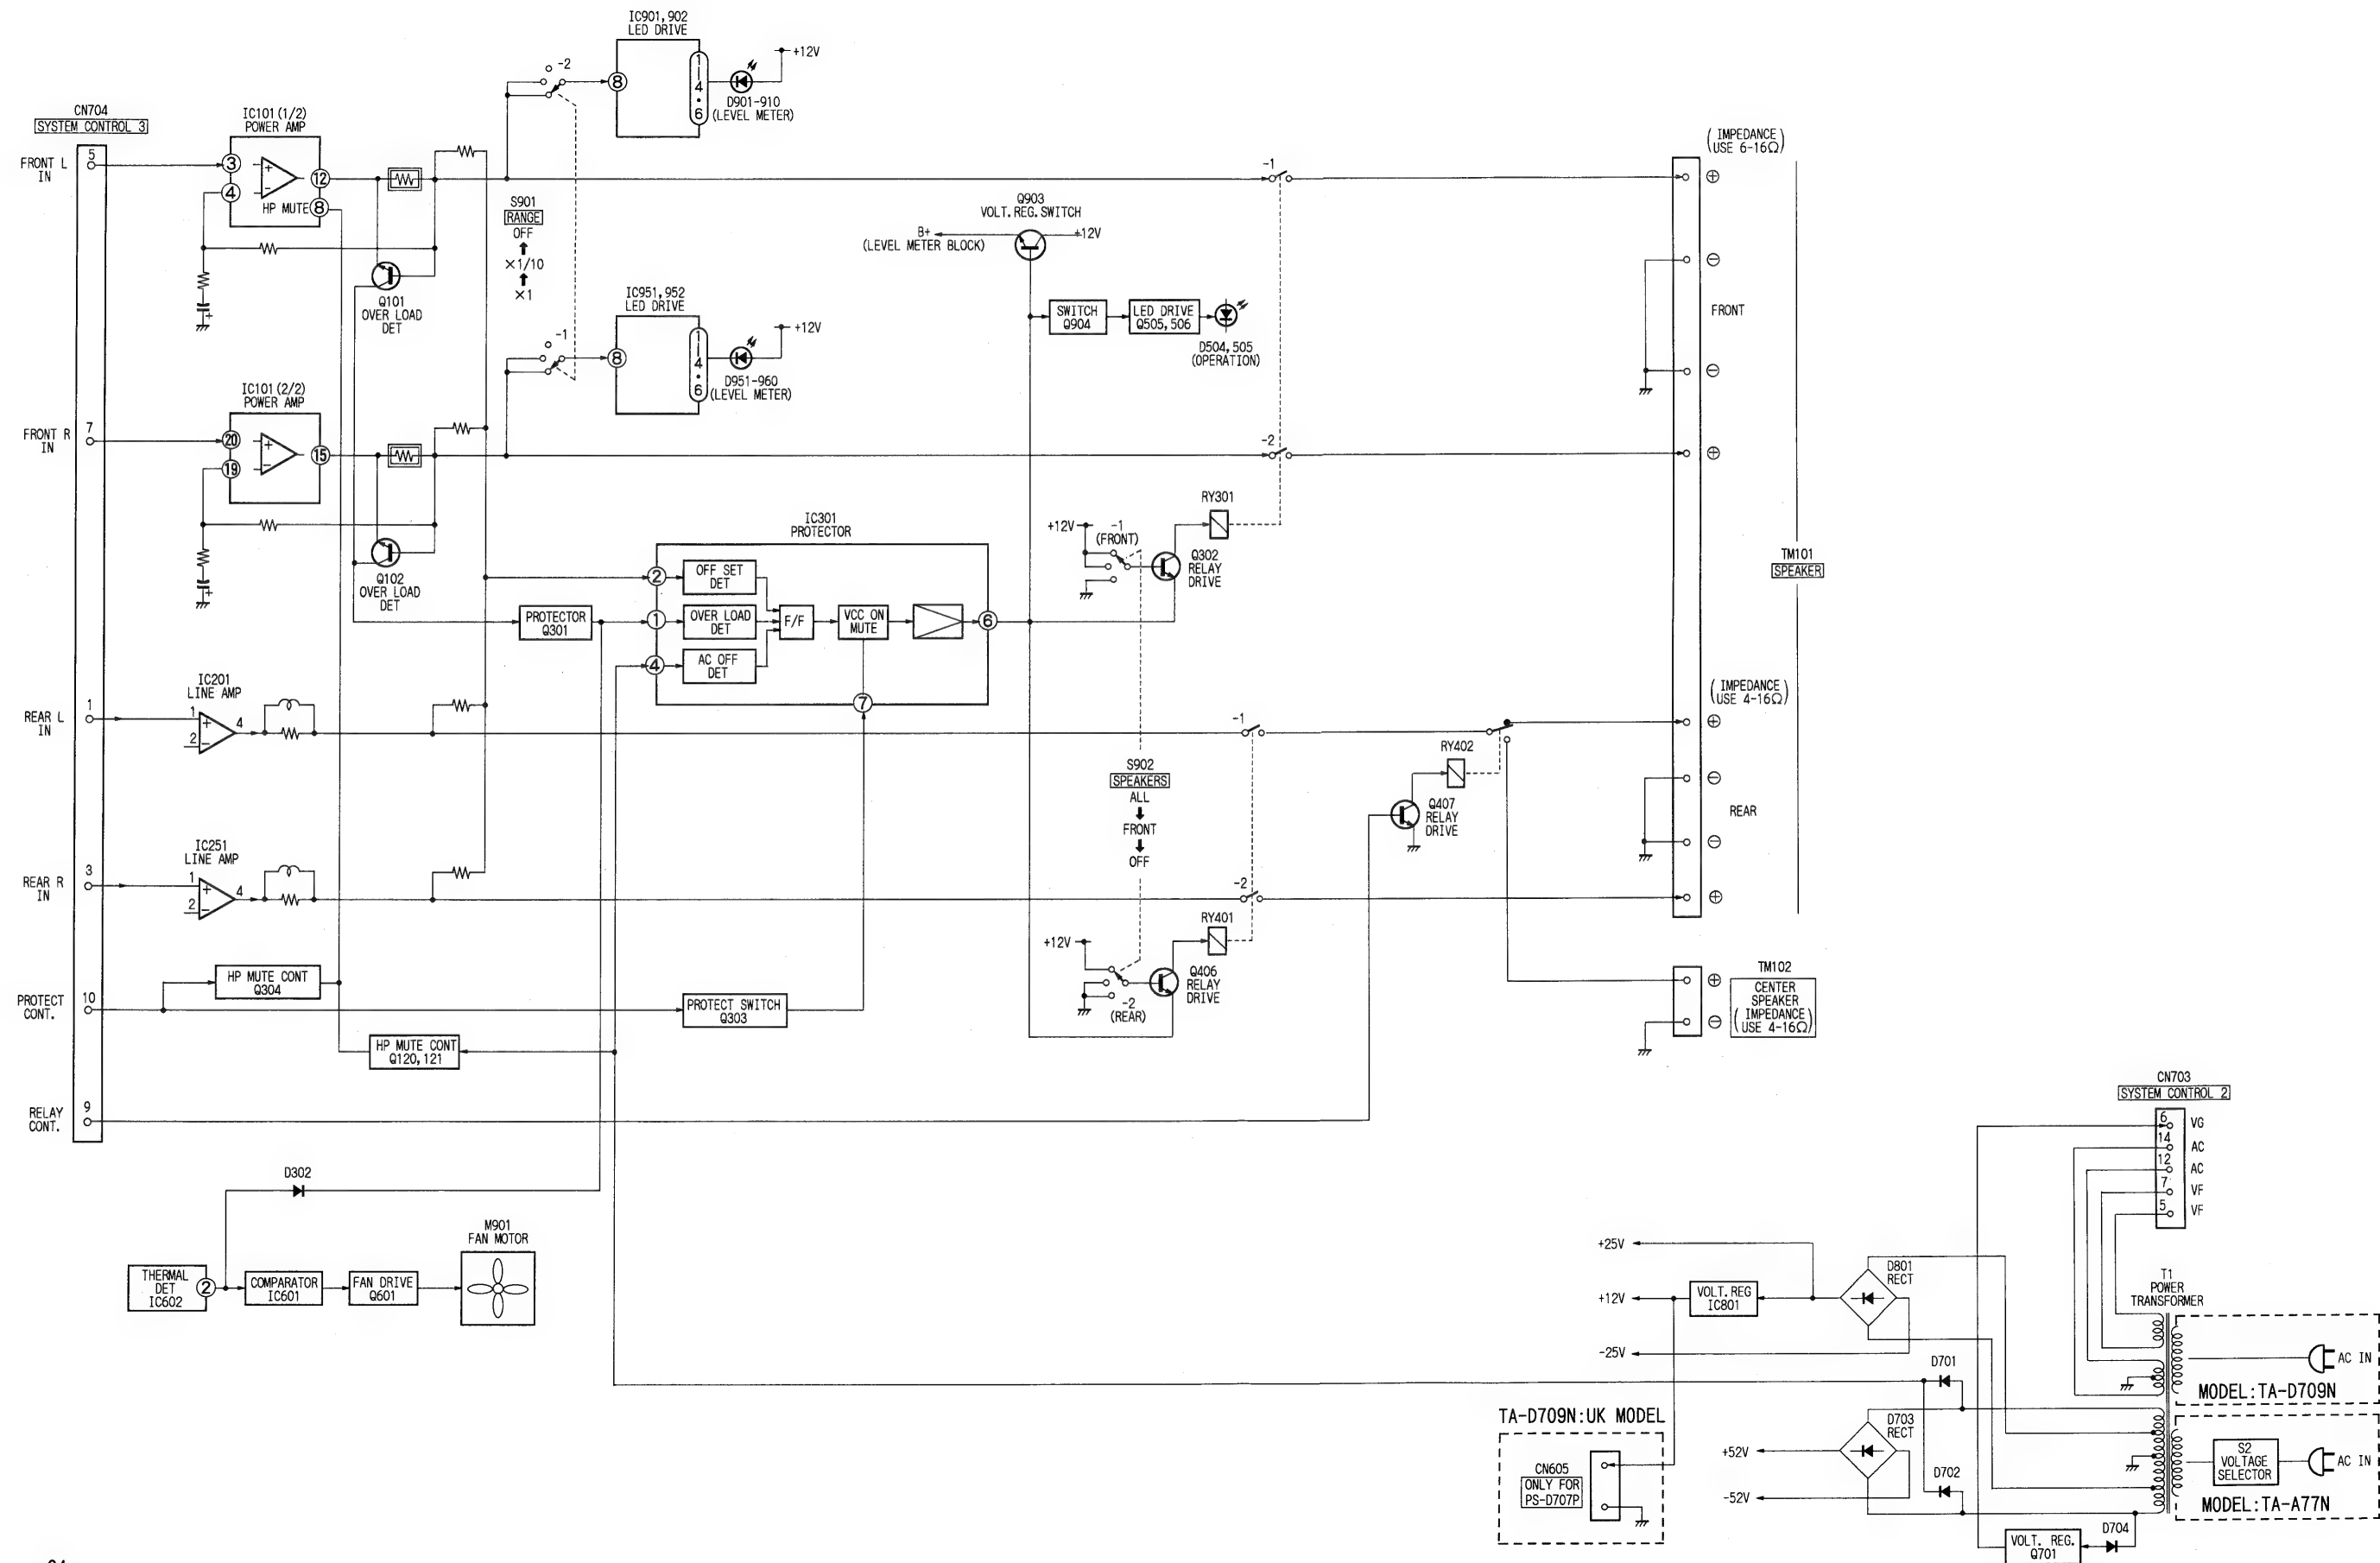 IC901,902
LED DRIVE
-2
8
1
4
•
6
+12V
D901-910
(LEVEL METER)
CN704
SYSTEM CONTROL 3
IC101(1/2)
POWER AMP
5
FRONT L
IN
3
+
-
12
4
HP MUTE
8
Q101
OVER LOAD
DET
S901
RANGE
OFF
×1/10
×1
IC951,952
LED DRIVE
-1
8
1
4
•
6
+12V
D951-960
(LEVEL METER)
Q903
VOLT.REG.SWITCH
B+
(LEVEL METER BLOCK)
+12V
SWITCH
Q904
LED DRIVE
Q505,506
D504,505
(OPERATION)
-1
(IMPEDANCE
USE 6-16Ω)
⊕
⊖
FRONT
⊖
⊕
IC101(2/2)
POWER AMP
7
FRONT R
IN
20
+
-
15
19
Q102
OVER LOAD
DET
-2
RY301
+12V
-1
(FRONT)
Q302
RELAY
DRIVE
TM101
SPEAKER
IC301
PROTECTOR
2
OFF SET
DET
PROTECTOR
Q301
1
OVER LOAD
DET
F/F
VCC ON
MUTE
6
4
AC OFF
DET
7
IC201
LINE AMP
REAR L
IN
1
1
+
4
2
-
-1
RY402
Q407
RELAY
DRIVE
(IMPEDANCE
USE 4-16Ω)
⊕
⊖
REAR
⊖
⊕
S902
SPEAKERS
ALL
FRONT
OFF
IC251
LINE AMP
REAR R
IN
3
1
+
4
2
-
-2
RY401
+12V
Q406
RELAY
DRIVE
-2
(REAR)
HP MUTE CONT
Q304
PROTECT
CONT.
10
PROTECT SWITCH
Q303
HP MUTE CONT
Q120,121
TM102
⊕
⊖
CENTER
SPEAKER
(IMPEDANCE
USE 4-16Ω)
RELAY
CONT.
9
D302
M901
FAN MOTOR
THERMAL
DET
IC602
2
COMPARATOR
IC601
FAN DRIVE
Q601
CN703
SYSTEM CONTROL 2
6
VG
14
AC
12
AC
7
VF
5
VF
+25V
+12V
-25V
VOLT.REG
IC801
D801
RECT
T1
POWER
TRANSFORMER
AC IN
MODEL:TA-D709N
D701
D703
RECT
+52V
-52V
D702
S2
VOLTAGE
SELECTOR
AC IN
MODEL:TA-A77N
TA-D709N:UK MODEL
CN605
ONLY FOR
PS-D707P
VOLT. REG.
Q701
D704